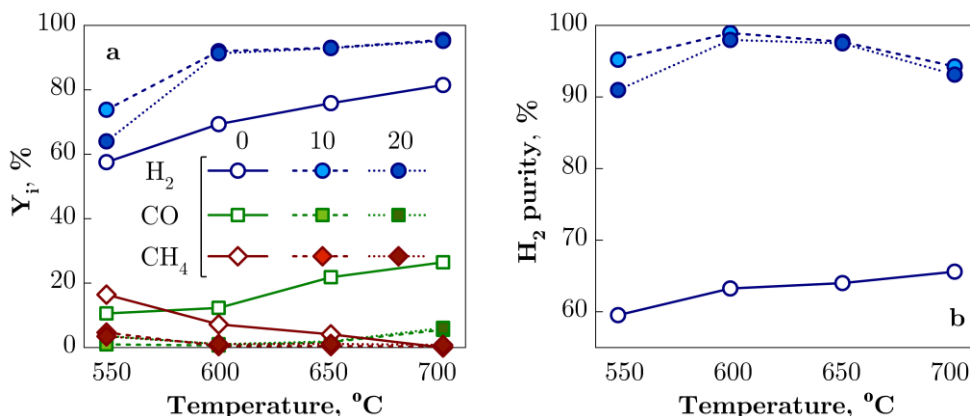 a
100
80
60
40
20
0
Y_i, %
0 10 20
H_2
CO
CH_4
550 600 650 700
Temperature, °C
b
100
90
80
70
60
H_2 purity, %
550 600 650 700
Temperature, °C